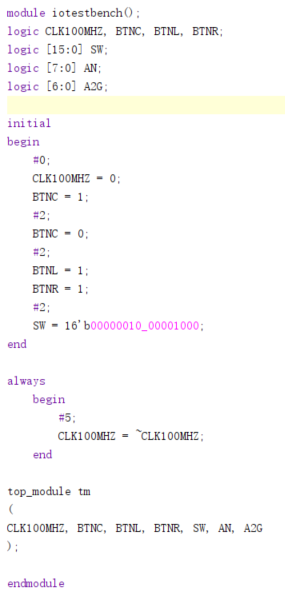 module iotestbench();
logic CLK100MHZ, BTNC, BTNL, BTNR;
logic [15:0] SW;
logic [7:0] AN;
logic [6:0] A2G;
initial
begin
#0;
CLK100MHZ = 0;
BTNC = 1;
#2;
BTNC = 0;
#2;
BTNL = 1;
BTNR = 1;
#2;
SW = 16'b00000010_00001000;
end
always
begin
#5;
CLK100MHZ = ~CLK100MHZ;
end
top_module tm
(
CLK100MHZ, BTNC, BTNL, BTNR, SW, AN, A2G
);
endmodule